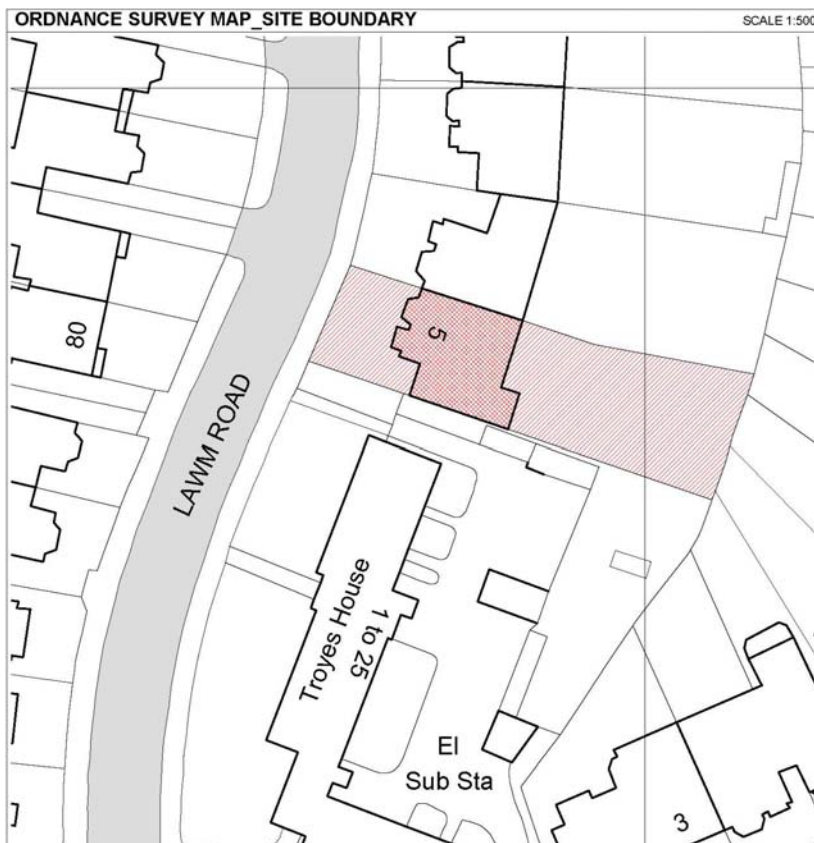 ORDNANCE SURVEY MAP_SITE BOUNDARY
SCALE 1:500
5
80
LAWM ROAD
Troyes House
1 to 25
El
Sub Sta
3